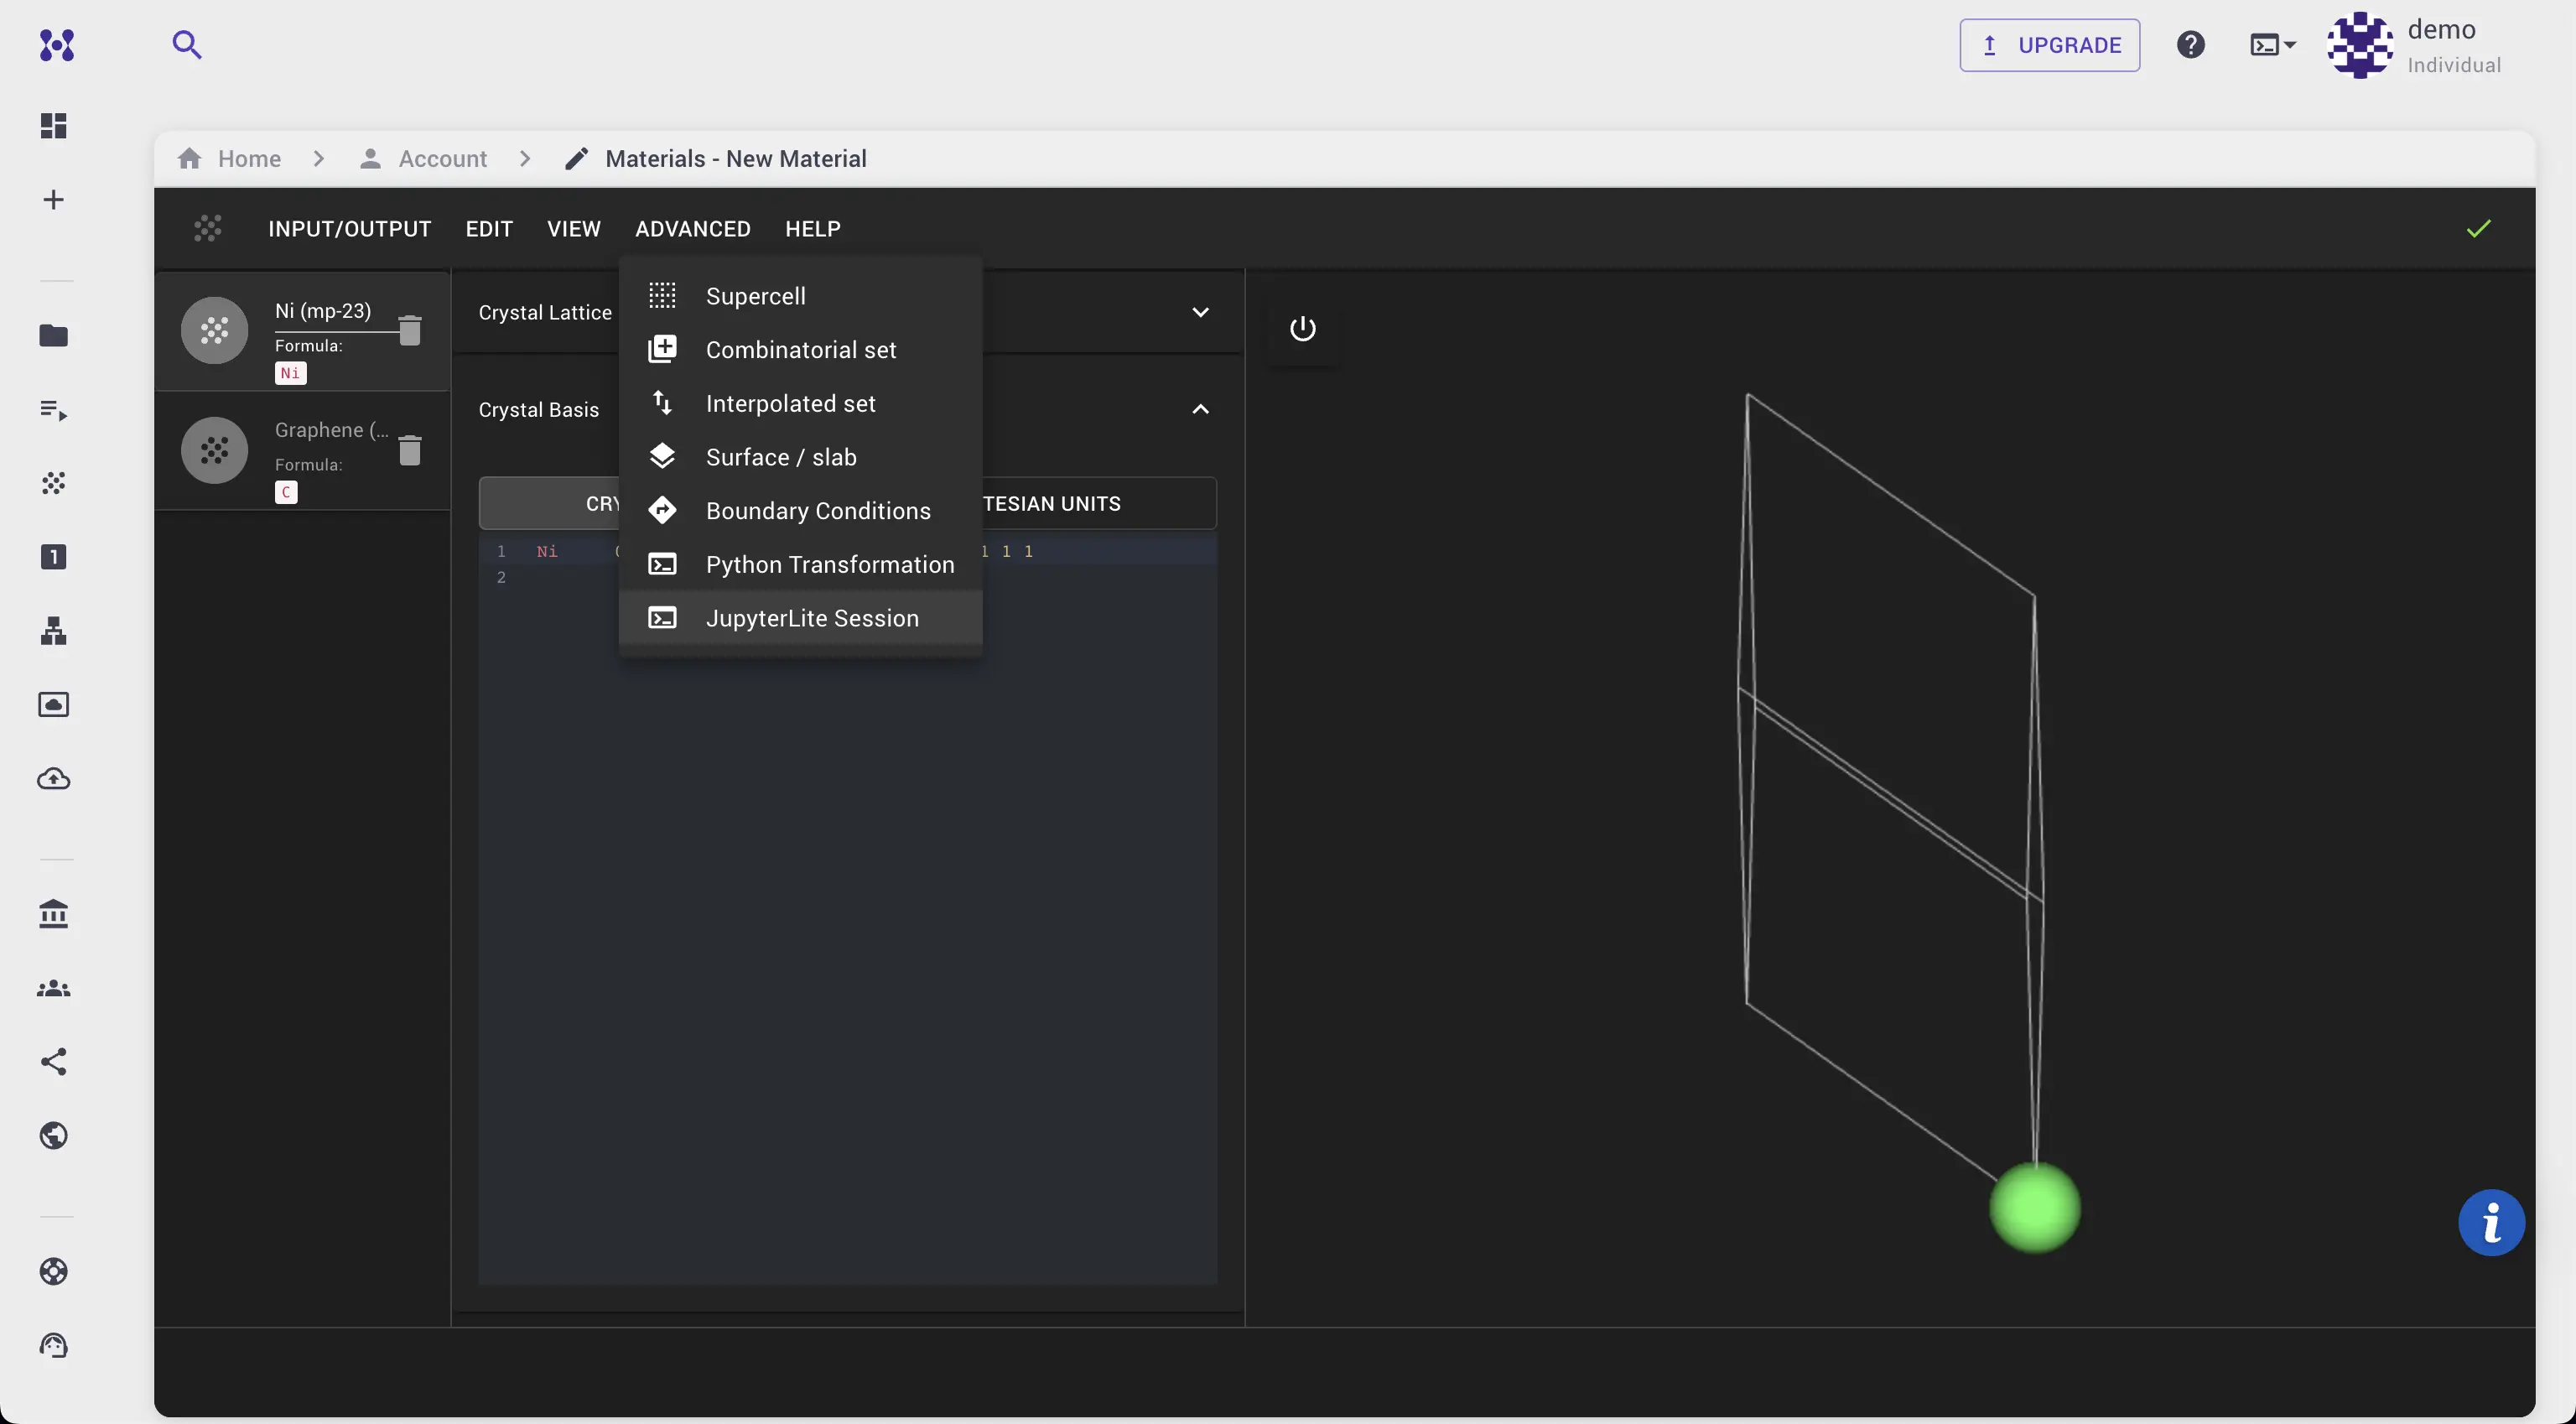 UPGRADE
demo
Individual
Home
Account
Materials - New Material
INPUT/OUTPUT EDIT VIEW ADVANCED HELP
Ni (mp-23)
Formula:
Ni
Graphene (...
Formula:
C
Crystal Lattice
Crystal Basis
Supercell
Combinatorial set
Interpolated set
Surface / slab
Boundary Conditions
Python Transformation
JupyterLite Session
CRY
TESIAN UNITS
1 Ni 1 1 1
2
1
i